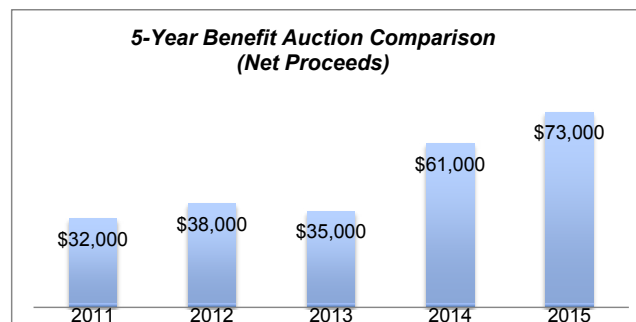 5-Year Benefit Auction Comparison
(Net Proceeds)
$73,000
$61,000
$38,000
$35,000
$32,000
2011 2012 2013 2014 2015